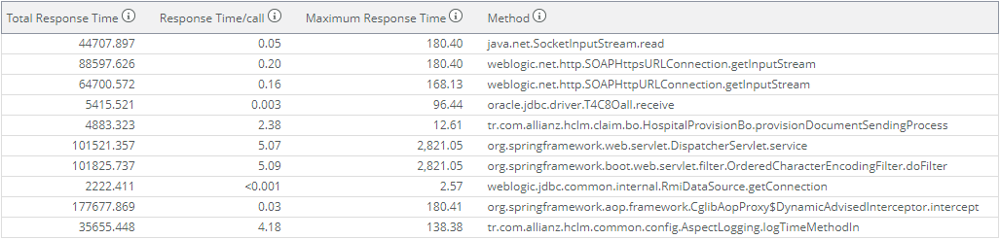 Total Response Time Response Time/call Maximum Response Time Method
44707.897 0.05 180.40 java.net.SocketInputStream.read
88597.626 0.20 180.40 weblogic.net.http.SOAPHttpsURLConnection.getInputStream
64700.572 0.16 168.13 weblogic.net.http.SOAPHttpURLConnection.getInputStream
5415.521 0.003 96.44 oracle.jdbc.driver.T4C8Oall.receive
4883.323 2.38 12.61 tr.com.allianz.hclm.claim.bo.HospitalProvisionBo.provisionDocumentSendingProcess
101521.357 5.07 2,821.05 org.springframework.web.servlet.DispatcherServlet.service
101825.737 5.09 2,821.05 org.springframework.boot.web.servlet.filter.OrderedCharacterEncodingFilter.doFilter
2222.411 <0.001 2.57 weblogic.jdbc.common.internal.RmiDataSource.getConnection
177677.869 0.03 180.41 org.springframework.aop.framework.CglibAopProxy$DynamicAdvisedInterceptor.intercept
35655.448 4.18 138.38 tr.com.allianz.hclm.common.config.AspectLogging.logTimeMethodIn